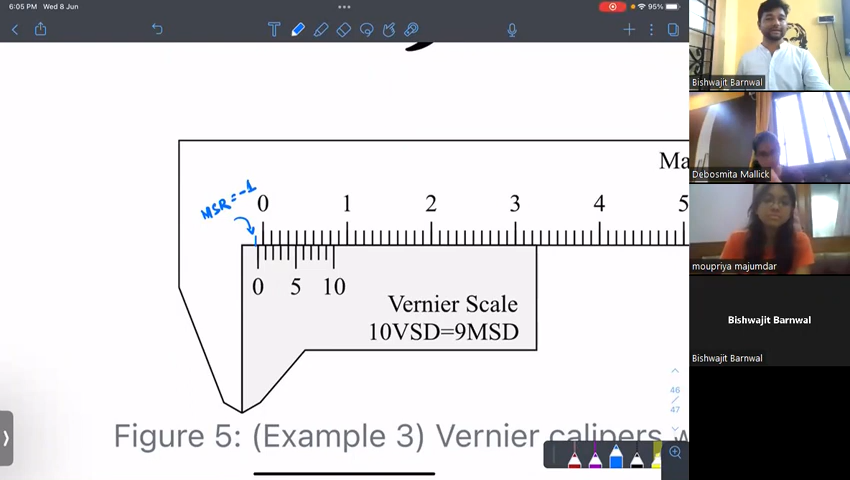 6:05 PM Wed 8 Jun
95%
T
Ma
MSR=-1
0 1 2 3 4 5
0 5 10
Vernier Scale
10VSD=9MSD
46
/
47
Figure 5: (Example 3) Vernier calipers w
Bishwajit Barnwal
Debosmita Mallick
moupriya majumdar
Bishwajit Barnwal
Bishwajit Barnwal